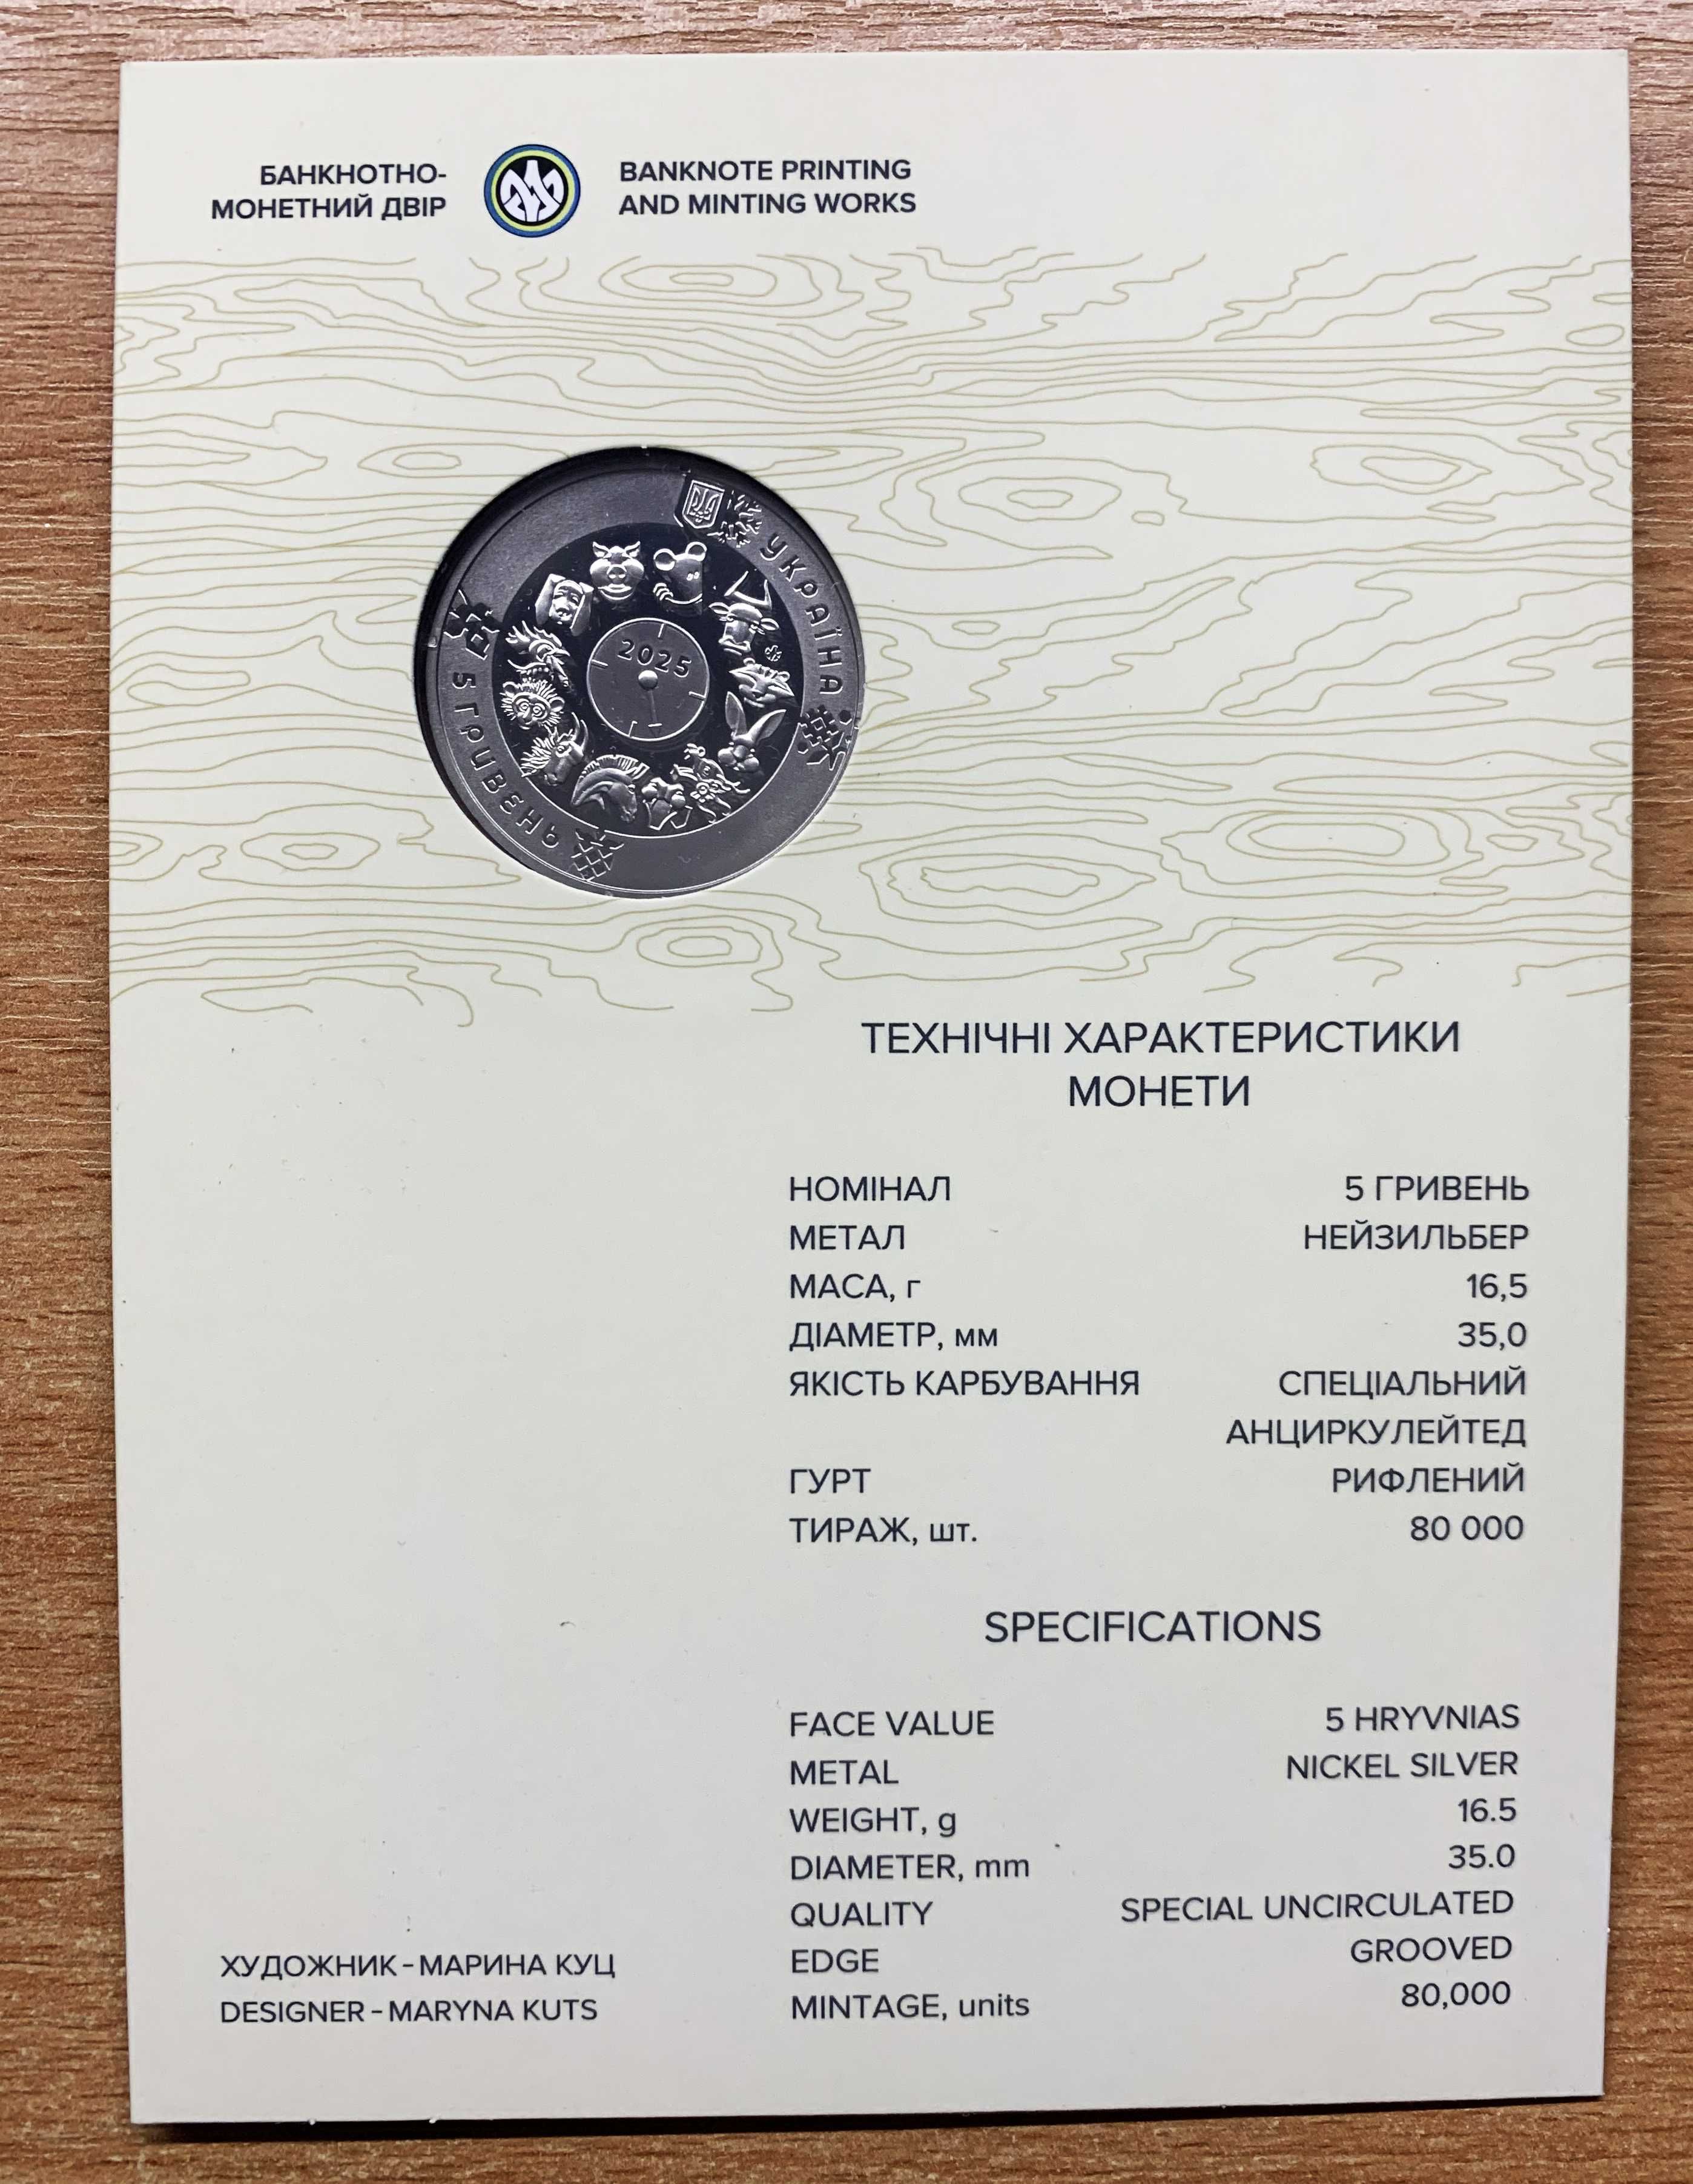 БАНКНОТНО-
МОНЕТНИЙ ДВІР
BANKNOTE PRINTING
AND MINTING WORKS
УКРАЇНА
2025
5 ГРИВЕНЬ
ТЕХНІЧНІ ХАРАКТЕРИСТИКИ
МОНЕТИ
НОМІНАЛ 5 ГРИВЕНЬ
МЕТАЛ НЕЙЗИЛЬБЕР
МАСА, г 16,5
ДІАМЕТР, мм 35,0
ЯКІСТЬ КАРБУВАННЯ СПЕЦІАЛЬНИЙ
АНЦИРКУЛЕЙТЕД
ГУРТ РИФЛЕНИЙ
ТИРАЖ, шт. 80 000
SPECIFICATIONS
FACE VALUE 5 HRYVNIAS
METAL NICKEL SILVER
WEIGHT, g 16.5
DIAMETER, mm 35.0
QUALITY SPECIAL UNCIRCULATED
EDGE GROOVED
MINTAGE, units 80,000
ХУДОЖНИК - МАРИНА КУЦ
DESIGNER - MARYNA KUTS